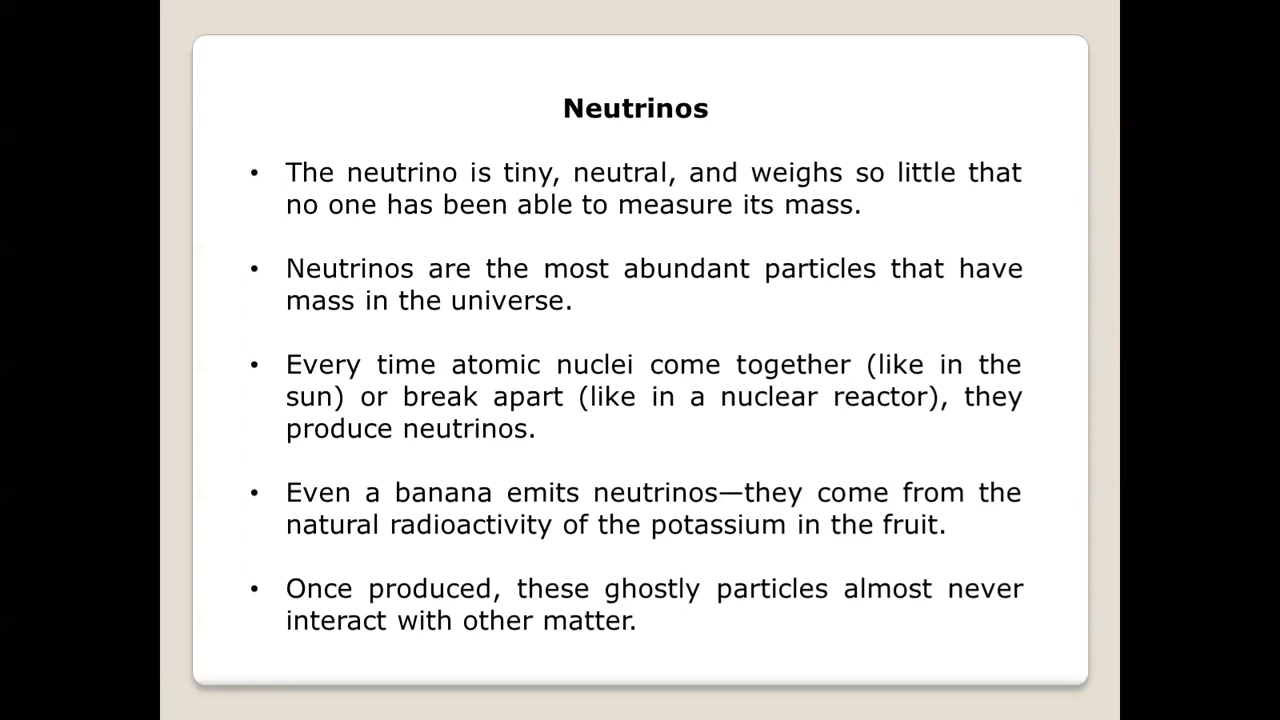 Neutrinos
• The neutrino is tiny, neutral, and weighs so little that
no one has been able to measure its mass.
• Neutrinos are the most abundant particles that have
mass in the universe.
• Every time atomic nuclei come together (like in the
sun) or break apart (like in a nuclear reactor), they
produce neutrinos.
• Even a banana emits neutrinos—they come from the
natural radioactivity of the potassium in the fruit.
• Once produced, these ghostly particles almost never
interact with other matter.